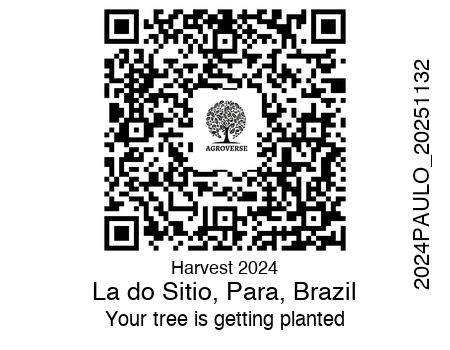 AGROVERSE
Harvest 2024
La do Sitio, Para, Brazil
Your tree is getting planted
2024PAULO_20251132